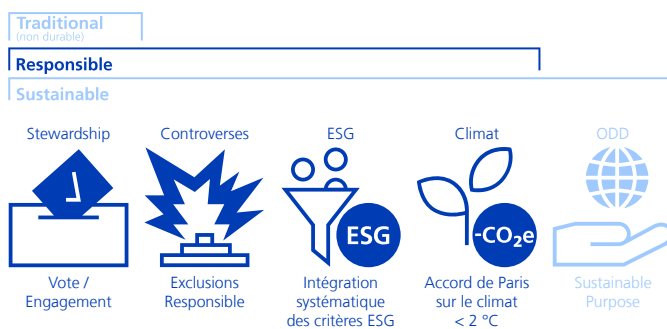 Traditional
(non durable)
Responsible
Sustainable
Stewardship
Controverses
ESG
Climat
ODD
ESG
-CO₂e
Vote /
Engagement
Exclusions
Responsible
Intégration
systématique
des critères ESG
Accord de Paris
sur le climat
< 2 °C
Sustainable
Purpose